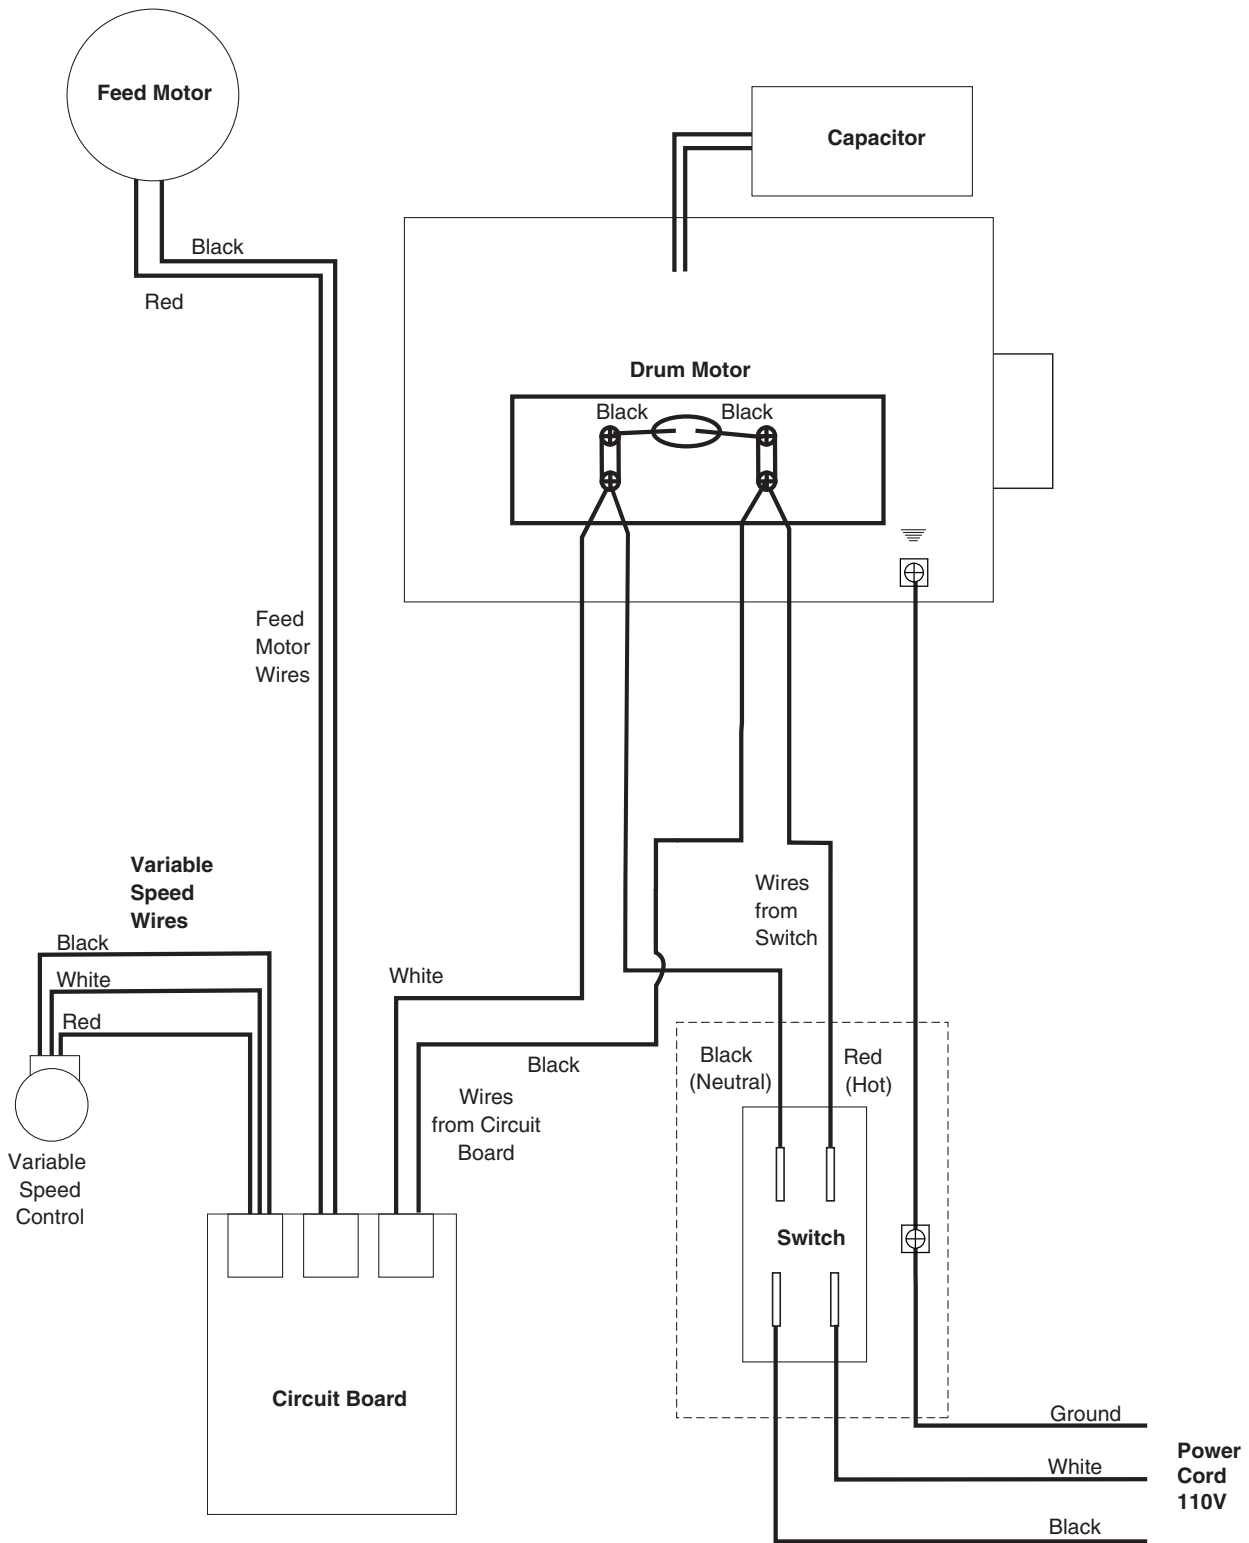 Feed Motor
Capacitor
Black
Red
Drum Motor
Black
Black
Feed
Motor
Wires
Variable
Speed
Wires
Black
White
Red
Variable
Speed
Control
White
Black
Wires
from Circuit
Board
Wires
from
Switch
Black
(Neutral)
Red
(Hot)
Switch
Circuit Board
Ground
White
Black
Power
Cord
110V